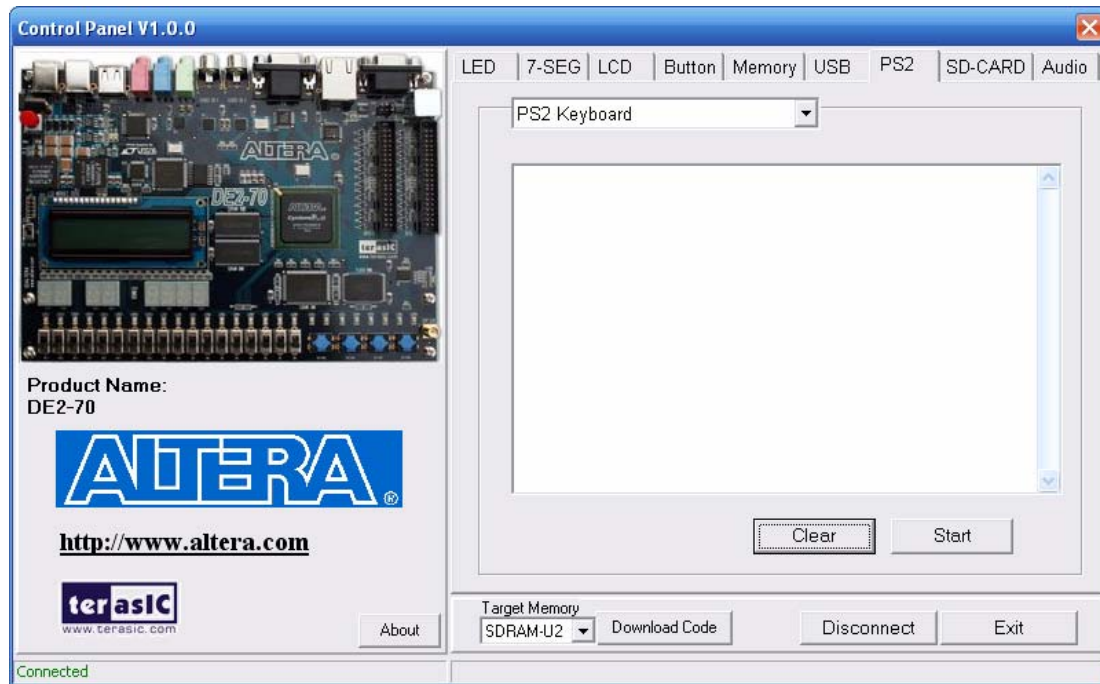 Control Panel V1.0.0
LED 7-SEG LCD Button Memory USB PS2 SD-CARD Audio
PS2 Keyboard
ALTERA
DE2-70
ALTERA
terasIC
Product Name:
DE2-70
ALTERA®
http://www.altera.com
terasIC
www.terasic.com
About
Clear Start
Target Memory
SDRAM-U2 Download Code Disconnect Exit
Connected